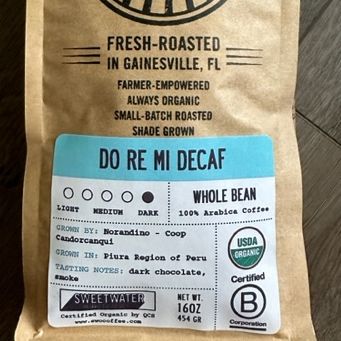 FRESH-ROASTED
IN GAINESVILLE, FL
FARMER-EMPOWERED
ALWAYS ORGANIC
SMALL-BATCH ROASTED
SHADE GROWN
DO RE MI DECAF
LIGHT MEDIUM DARK
WHOLE BEAN
100% Arabica Coffee
GROWN BY: Norandino - Coop
Candorcanqui
GROWN IN: Piura Region of Peru
TASTING NOTES: dark chocolate,
smoke
USDA
ORGANIC
Certified
B
Corporation
SWEETWATER
Certified Organic by QCS
www.swocoffee.com
NET WT.
16OZ
454 GR